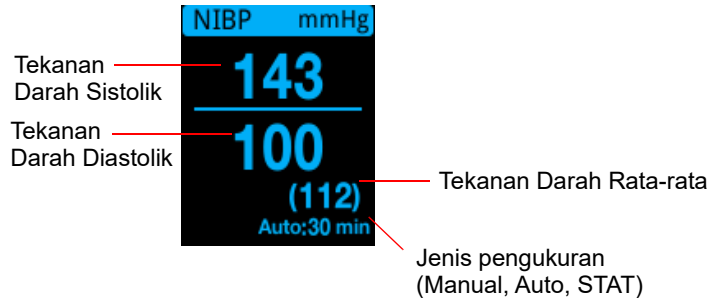 NIBP mmHg
Tekanan
Darah Sistolik
143
Tekanan
Darah Diastolik
100
(112)
Tekanan Darah Rata-rata
Auto:30 min
Jenis pengukuran
(Manual, Auto, STAT)